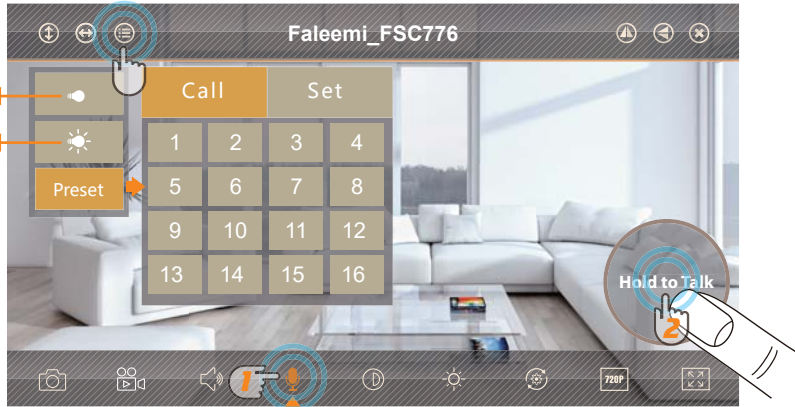 Faleemi_FSC776
Call Set
1 2 3 4
Preset 5 6 7 8
9 10 11 12
13 14 15 16
Hold to Talk
2
1
720P